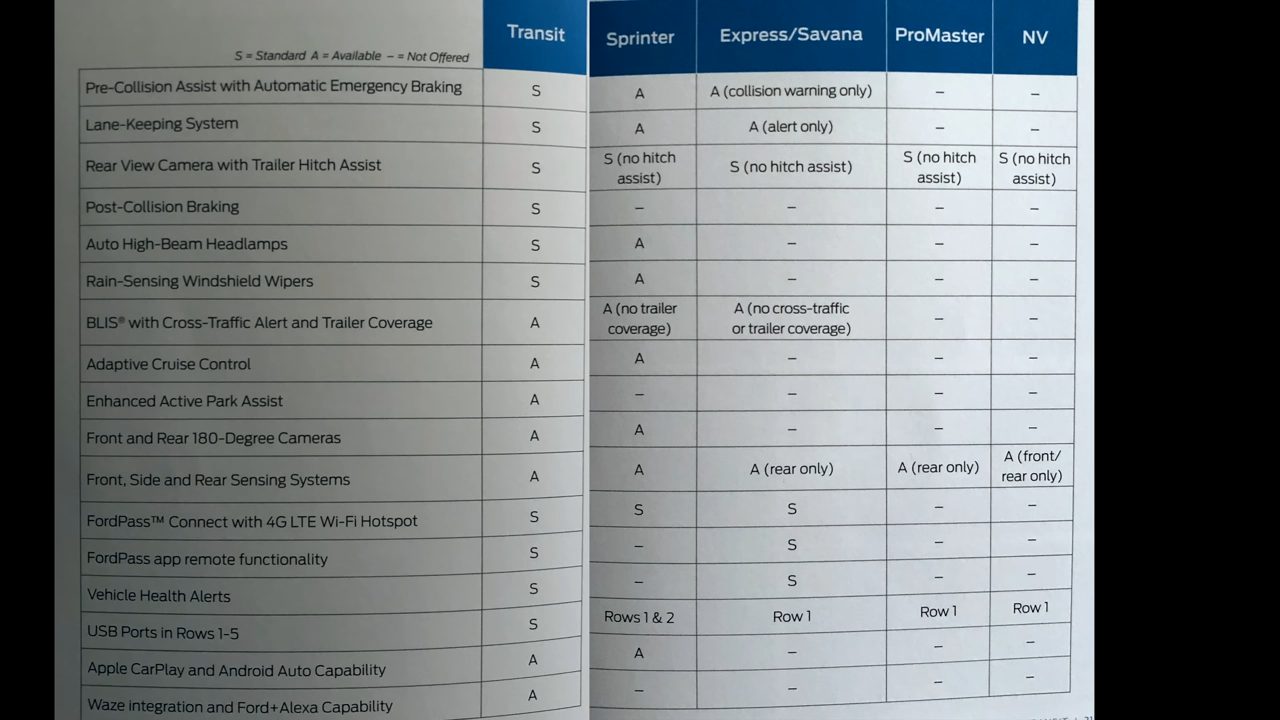 Transit Sprinter Express/Savana ProMaster NV
S = Standard A = Available – = Not Offered
Pre-Collision Assist with Automatic Emergency Braking S A A (collision warning only) – –
Lane-Keeping System S A A (alert only) – –
Rear View Camera with Trailer Hitch Assist S S (no hitch assist) S (no hitch assist) S (no hitch assist) S (no hitch assist)
Post-Collision Braking S – – – –
Auto High-Beam Headlamps S A – – –
Rain-Sensing Windshield Wipers S A – – –
BLIS® with Cross-Traffic Alert and Trailer Coverage A A (no trailer coverage) A (no cross-traffic or trailer coverage) – –
Adaptive Cruise Control A A – – –
Enhanced Active Park Assist A – – – –
Front and Rear 180-Degree Cameras A A – – –
Front, Side and Rear Sensing Systems A A A (rear only) A (rear only) A (front/ rear only)
FordPass™ Connect with 4G LTE Wi-Fi Hotspot S S S – –
FordPass app remote functionality S – S – –
Vehicle Health Alerts S – S – –
USB Ports in Rows 1-5 S Rows 1 & 2 Row 1 Row 1 Row 1
Apple CarPlay and Android Auto Capability A A – – –
Waze integration and Ford+Alexa Capability A – – – –